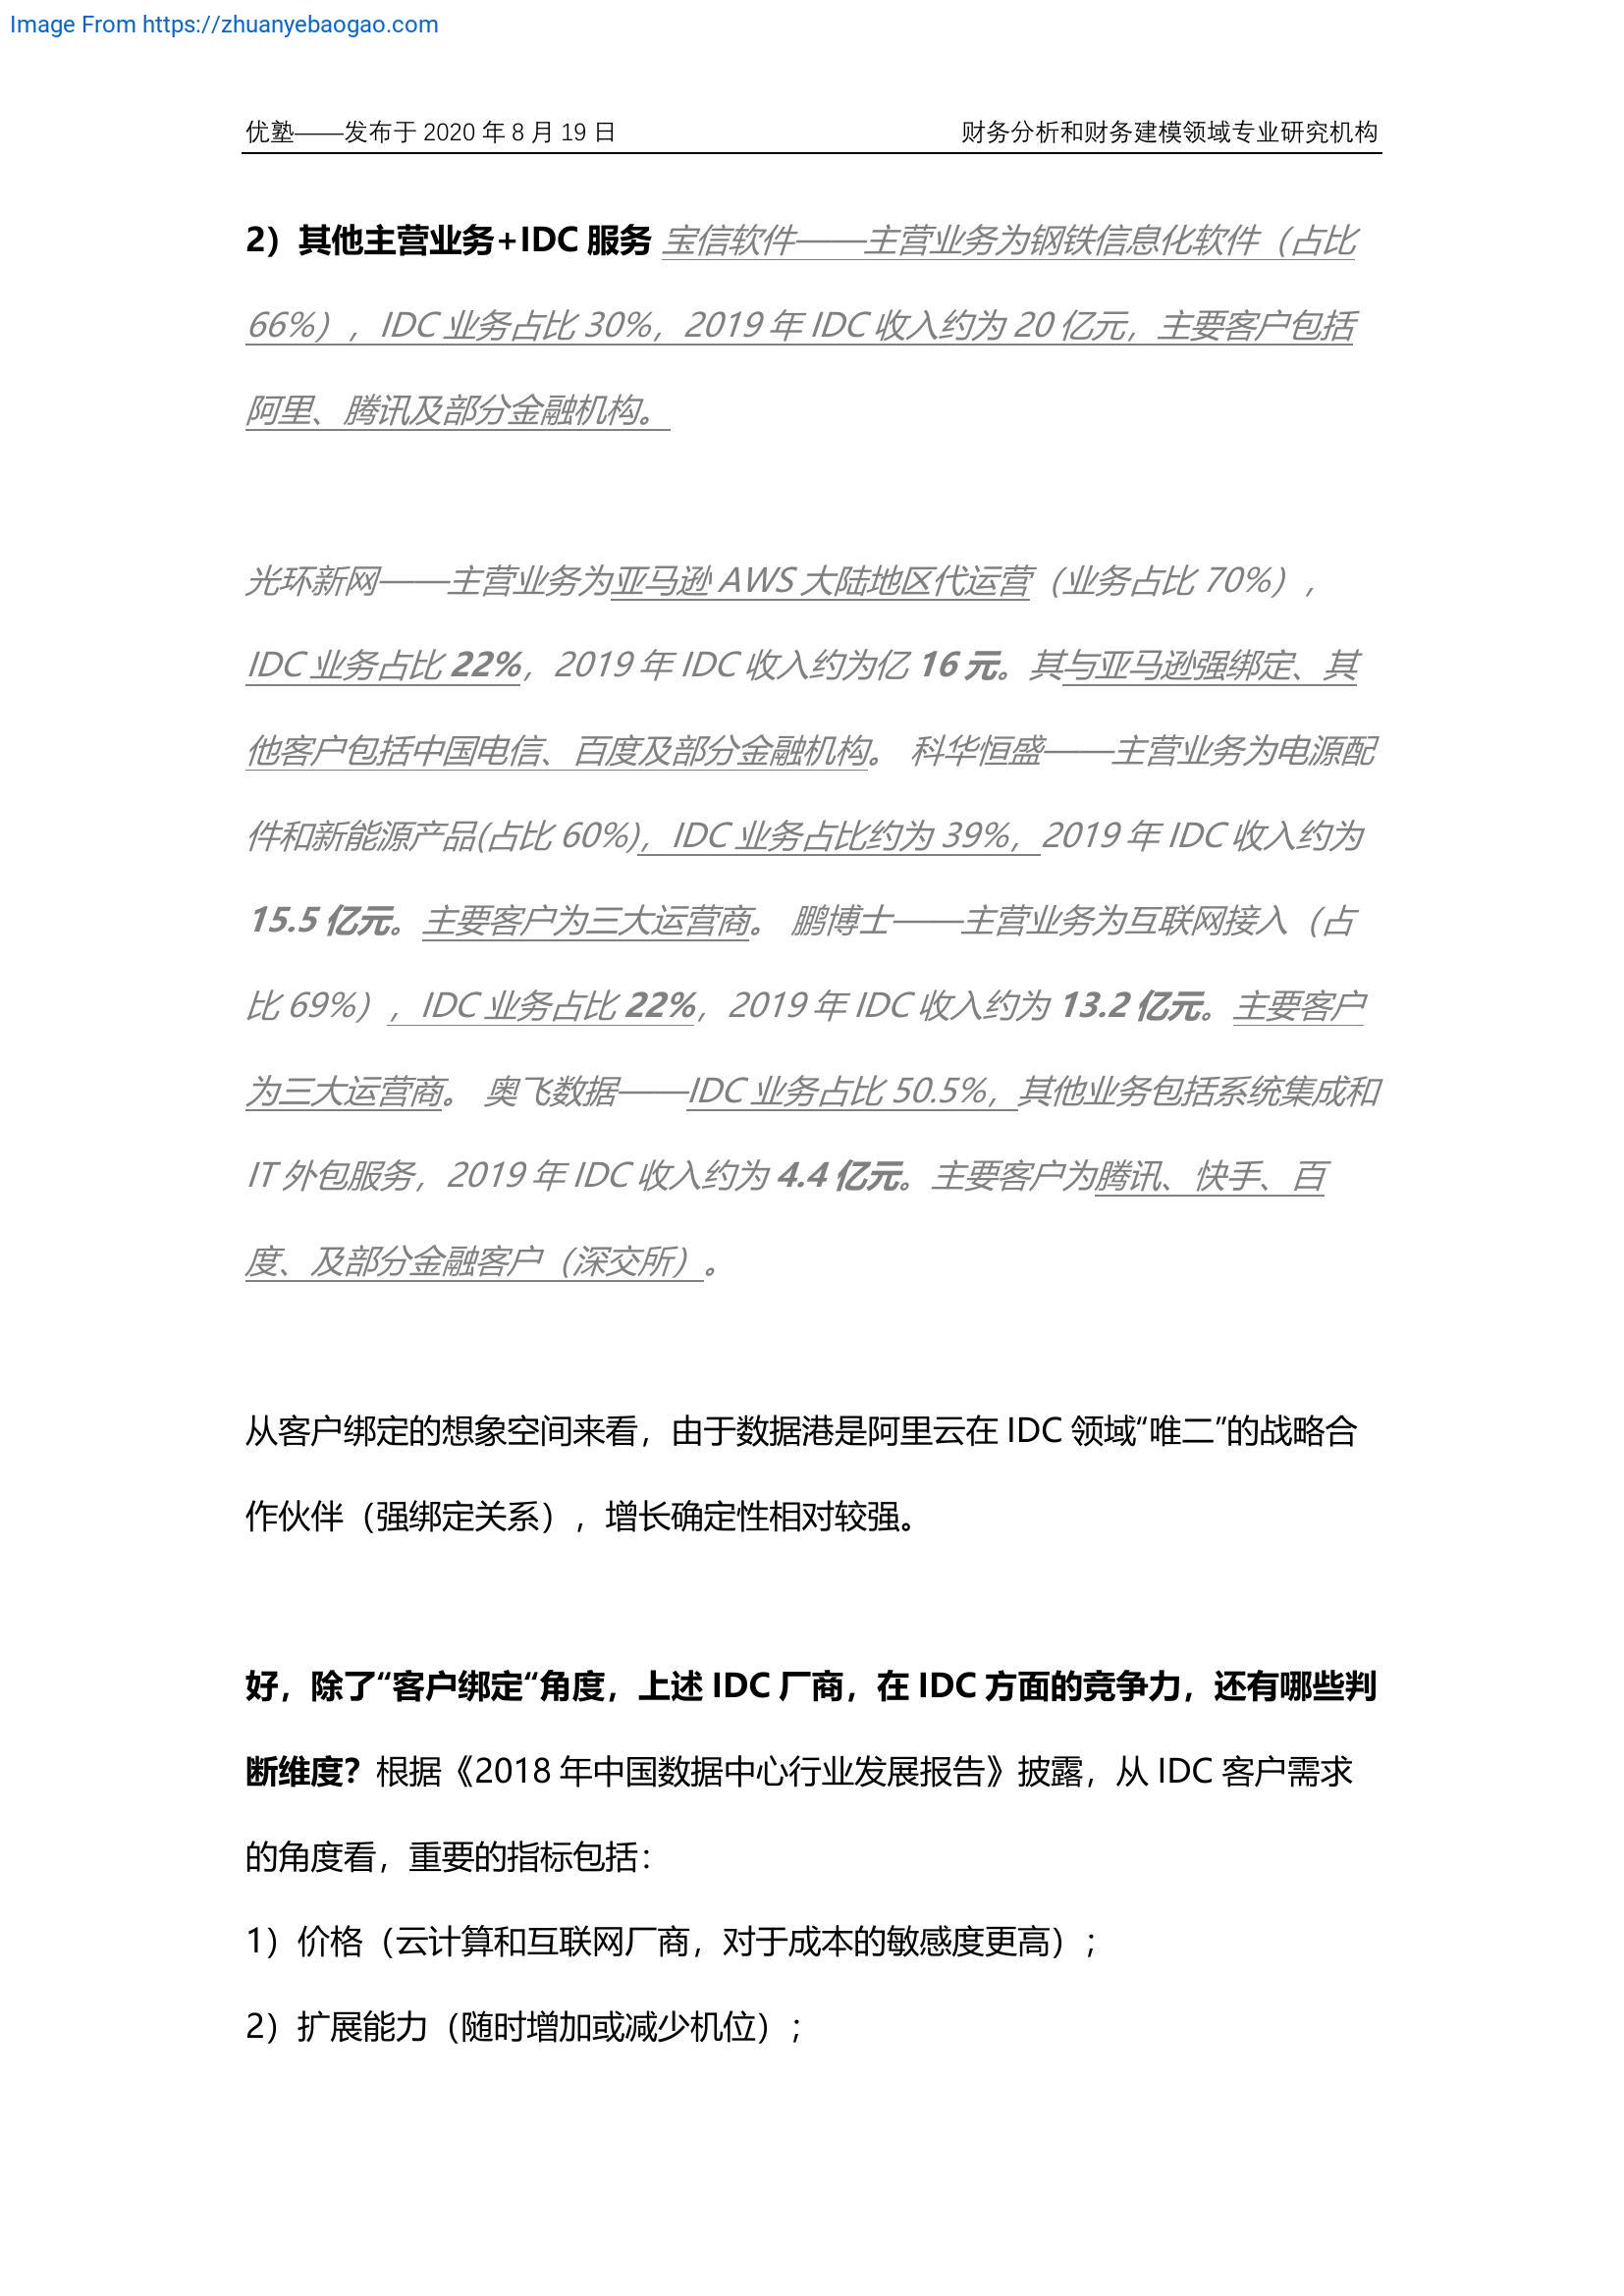 Image From https://zhuanyebaogao.com
优塾——发布于 2020 年 8 月 19 日 财务分析和财务建模领域专业研究机构
2）其他主营业务+IDC 服务 宝信软件——主营业务为钢铁信息化软件（占比
66%），IDC 业务占比 30%，2019 年 IDC 收入约为 20 亿元，主要客户包括
阿里、腾讯及部分金融机构。
光环新网——主营业务为亚马逊 AWS 大陆地区代运营（业务占比 70%），
IDC 业务占比 22%，2019 年 IDC 收入约为亿 16 元。其与亚马逊强绑定、其
他客户包括中国电信、百度及部分金融机构。 科华恒盛——主营业务为电源配
件和新能源产品(占比 60%)，IDC 业务占比约为 39%，2019 年 IDC 收入约为
15.5 亿元。主要客户为三大运营商。 鹏博士——主营业务为互联网接入（占
比 69%），IDC 业务占比 22%，2019 年 IDC 收入约为 13.2 亿元。主要客户
为三大运营商。 奥飞数据——IDC 业务占比 50.5%，其他业务包括系统集成和
IT 外包服务，2019 年 IDC 收入约为 4.4 亿元。主要客户为腾讯、快手、百
度、及部分金融客户（深交所）。
从客户绑定的想象空间来看，由于数据港是阿里云在 IDC 领域“唯二”的战略合
作伙伴（强绑定关系），增长确定性相对较强。
好，除了“客户绑定“角度，上述 IDC 厂商，在 IDC 方面的竞争力，还有哪些判
断维度？根据《2018 年中国数据中心行业发展报告》披露，从 IDC 客户需求
的角度看，重要的指标包括：
1）价格（云计算和互联网厂商，对于成本的敏感度更高）；
2）扩展能力（随时增加或减少机位）；